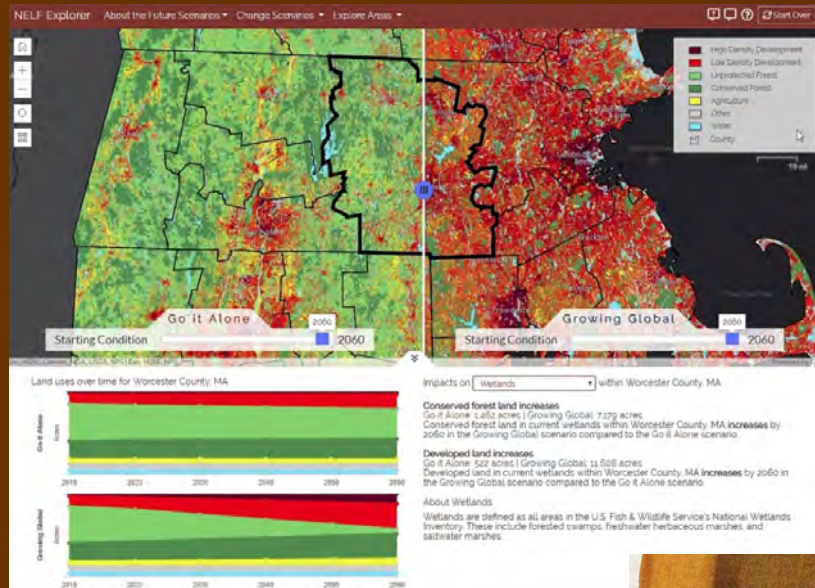 NELF Explorer
About the Future Scenarios
Change Scenarios
Explore Areas
Start Over
High Density Development
Low Density Development
Unprotected Forest
Conserved Forest
Agriculture
Other
Water
County
Go it Alone
2060
Starting Condition
2060
Growing Global
2060
Starting Condition
2060
Land uses over time for Worcester County, MA
Go it Alone
Acres
2010
2020
2030
2040
2050
2060
Growing Global
Acres
2010
2020
2030
2040
2050
2060
Impacts on Wetlands within Worcester County, MA
Conserved forest land increases
Go it Alone: 1,462 acres | Growing Global: 7,179 acres
Conserved forest land in current wetlands within Worcester County, MA increases by
2060 in the Growing Global scenario compared to the Go it Alone scenario.
Developed land increases
Go it Alone: 522 acres | Growing Global: 11,608 acres
Developed land in current wetlands within Worcester County, MA increases by 2060 in
the Growing Global scenario compared to the Go it Alone scenario.
About Wetlands
Wetlands are defined as all areas in the U.S. Fish & Wildlife Service's National Wetlands
Inventory. These include forested swamps, freshwater herbaceous marshes, and
saltwater marshes.